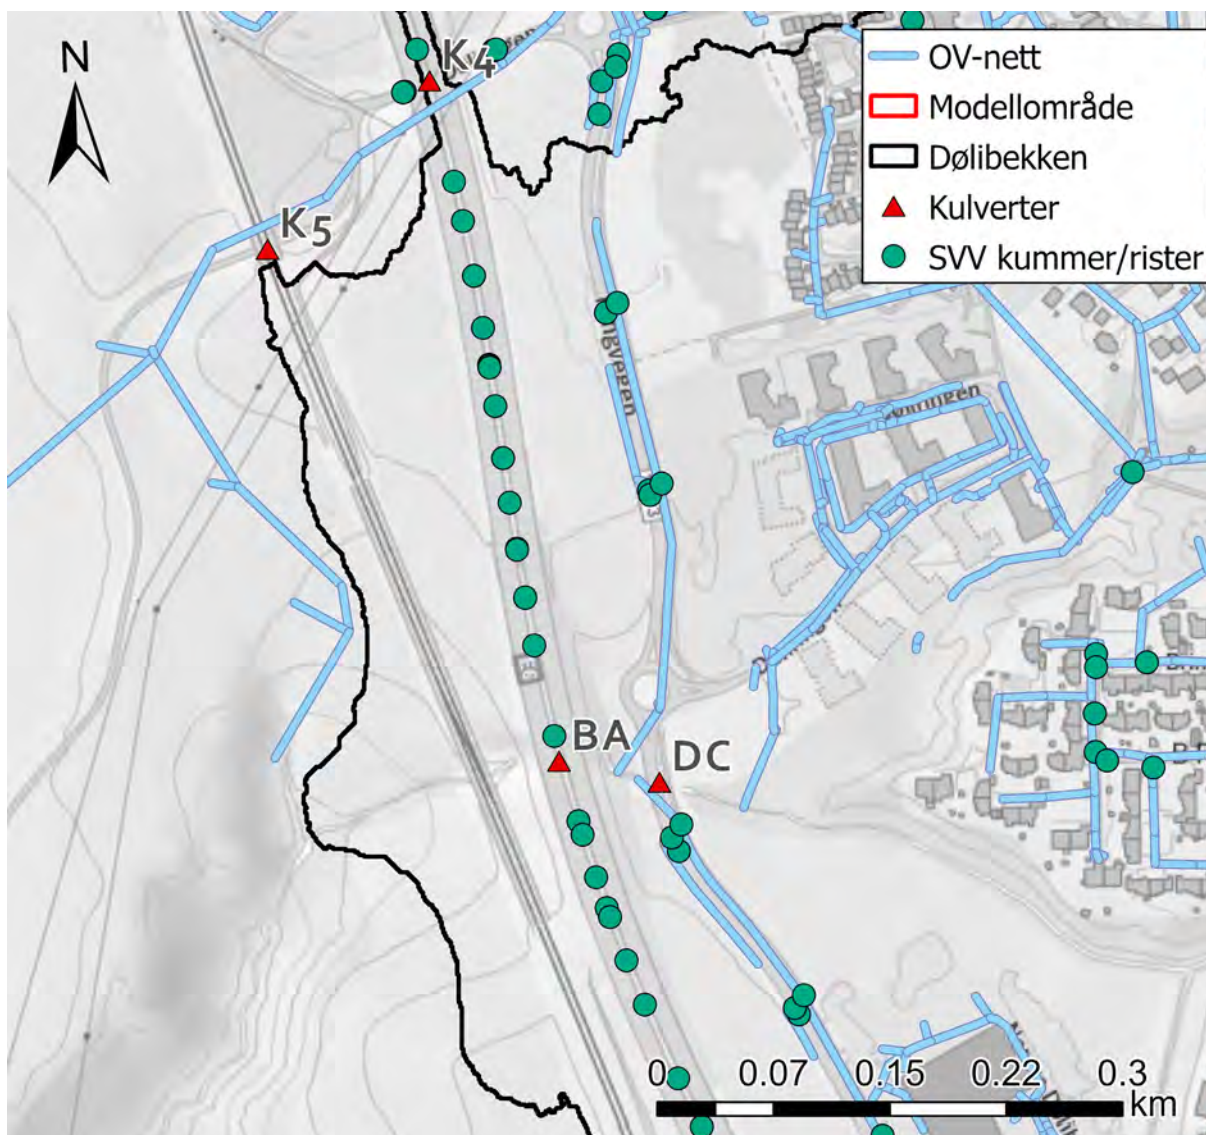 N
K4
K5
OV-nett
Modellområde
Dølibekken
Kulverter
SVV kummer/rister
Ringvegen
E6
BA
DC
0 0.07 0.15 0.22 0.3
km